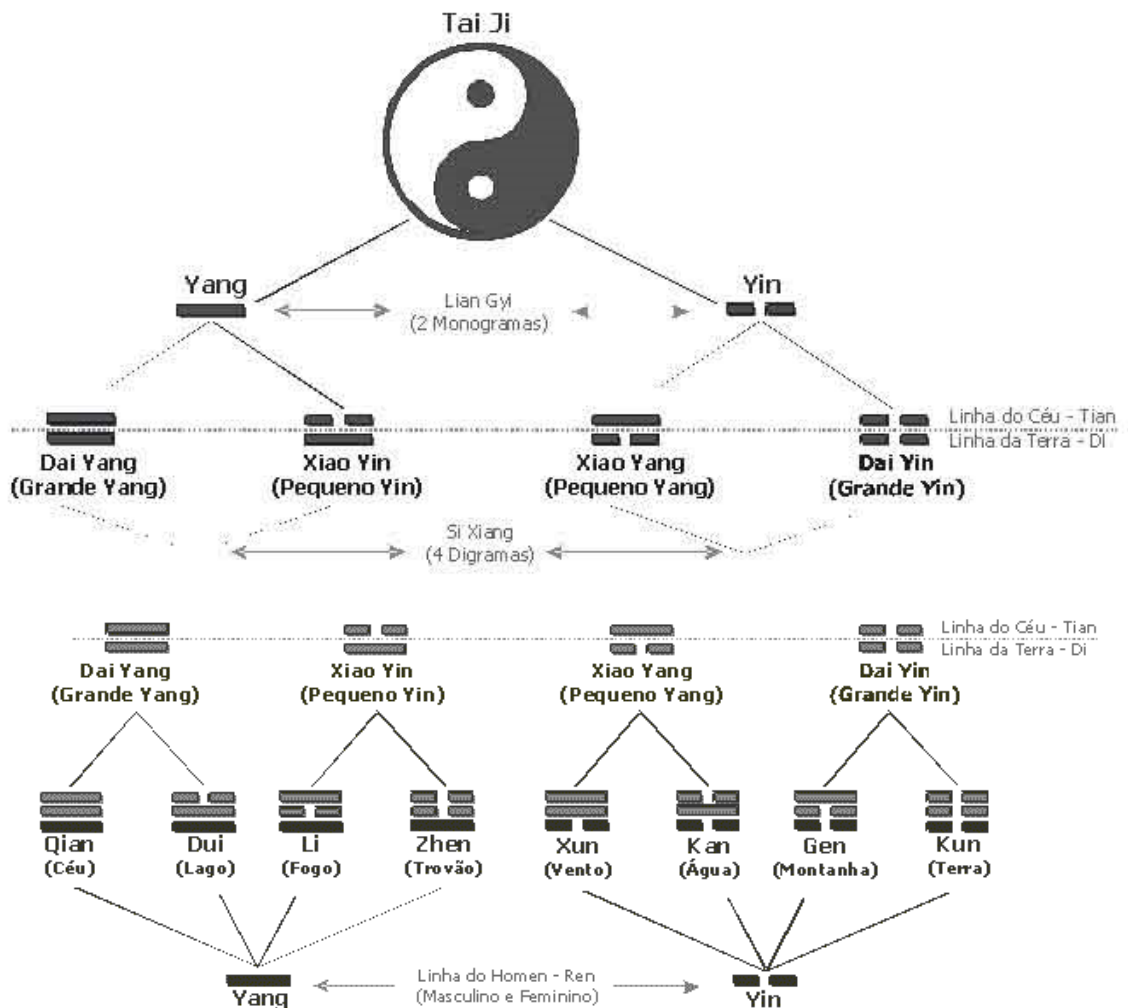 Tai Ji
Yang
Yin
Lian Gyi
(2 Monogramas)
Linha do Céu - Tian
Linha da Terra - Di
Dai Yang
(Grande Yang)
Xiao Yin
(Pequeno Yin)
Xiao Yang
(Pequeno Yang)
Dai Yin
(Grande Yin)
Si Xiang
(4 Digramas)
Linha do Céu - Tian
Linha da Terra - Di
Dai Yang
(Grande Yang)
Xiao Yin
(Pequeno Yin)
Xiao Yang
(Pequeno Yang)
Dai Yin
(Grande Yin)
Qian
(Céu)
Dui
(Lago)
Li
(Fogo)
Zhen
(Trovão)
Xun
(Vento)
Kan
(Água)
Gen
(Montanha)
Kun
(Terra)
Yang
Linha do Homen - Ren
(Masculino e Feminino)
Yin